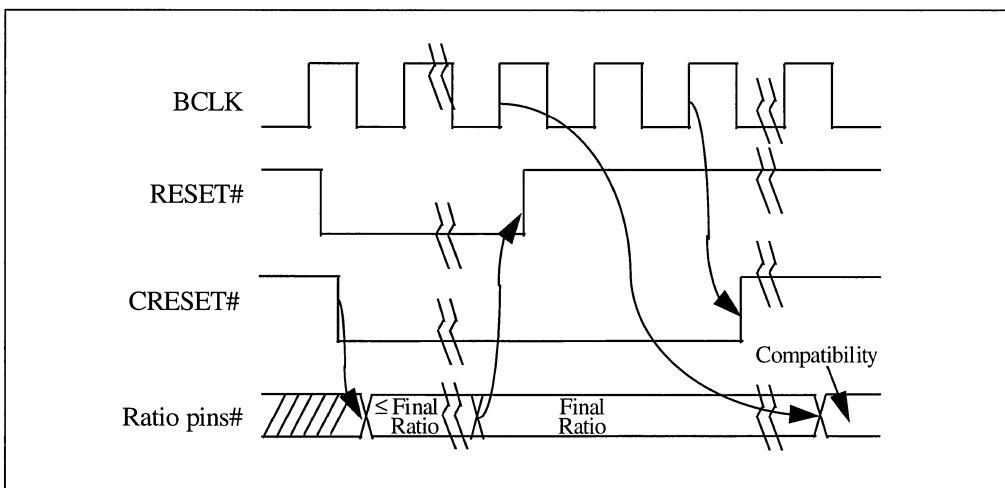 BCLK
RESET#
CRESET#
Compatibility
Ratio pins#
≤ Final
Ratio
Final
Ratio